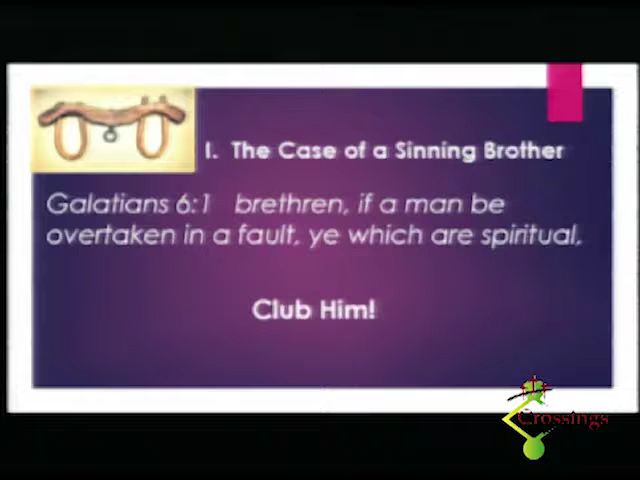 I. The Case of a Sinning Brother
Galatians 6:1 brethren, if a man be
overtaken in a fault, ye which are spiritual,
Club Him!
Crossings